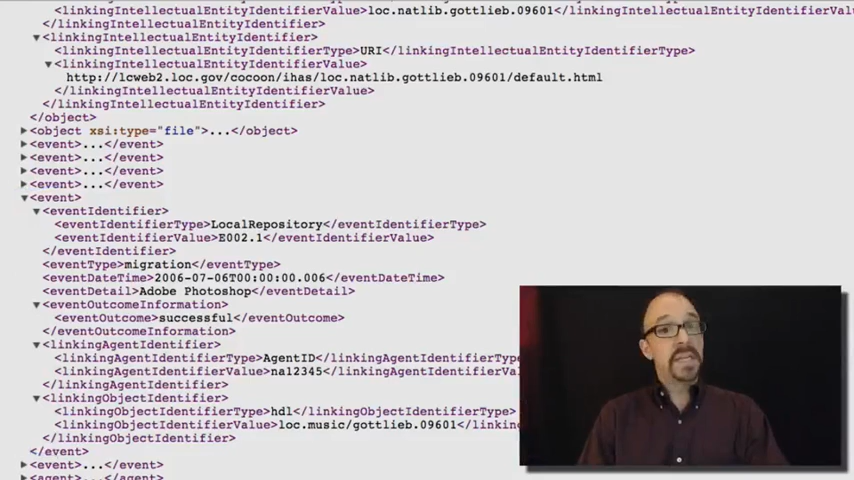 <linkingIntellectualEntityIdentifierValue>loc.natlib.gottlieb.09601</linkingIntellectualEntityIdentifierValue>
</linkingIntellectualEntityIdentifier>
<linkingIntellectualEntityIdentifier>
<linkingIntellectualEntityIdentifierType>URI</linkingIntellectualEntityIdentifierType>
<linkingIntellectualEntityIdentifierValue>
http://lcweb2.loc.gov/cocoon/ihas/loc.natlib.gottlieb.09601/default.html
</linkingIntellectualEntityIdentifierValue>
</linkingIntellectualEntityIdentifier>
</object>
<object xsi:type="file">...</object>
<event>...</event>
<event>...</event>
<event>...</event>
<event>...</event>
<event>
<eventIdentifier>
<eventIdentifierType>LocalRepository</eventIdentifierType>
<eventIdentifierValue>E002.1</eventIdentifierValue>
</eventIdentifier>
<eventType>migration</eventType>
<eventDateTime>2006-07-06T00:00:00.006</eventDateTime>
<eventDetail>Adobe Photoshop</eventDetail>
<eventOutcomeInformation>
<eventOutcome>successful</eventOutcome>
</eventOutcomeInformation>
<linkingAgentIdentifier>
<linkingAgentIdentifierType>AgentID</linkingAgentIdentifierType>
<linkingAgentIdentifierValue>na12345</linkingAgentIdentifierValue>
</linkingAgentIdentifier>
<linkingObjectIdentifier>
<linkingObjectIdentifierType>hdl</linkingObjectIdentifierType>
<linkingObjectIdentifierValue>loc.music/gottlieb.09601</linkin
</linkingObjectIdentifier>
</event>
<event>...</event>
<agent>...</agent>